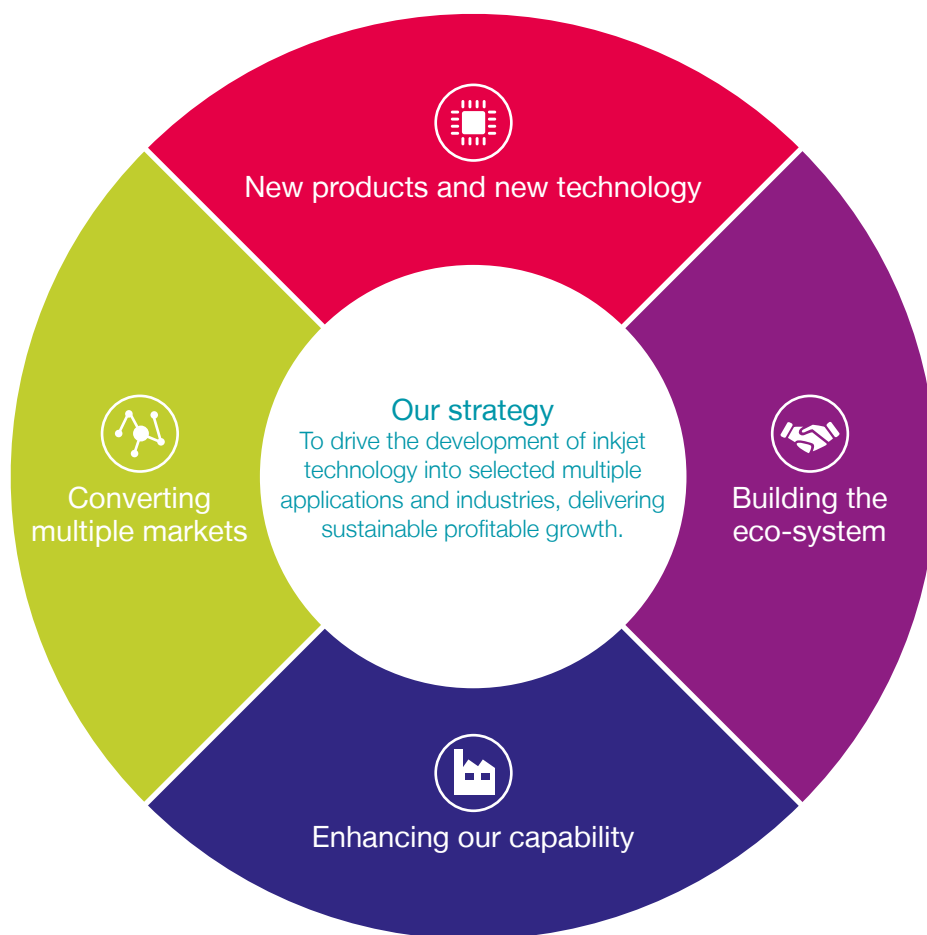 New products and new technology
Our strategy
To drive the development of inkjet
technology into selected multiple
applications and industries, delivering
sustainable profitable growth.
Converting
multiple markets
Building the
eco-system
Enhancing our capability